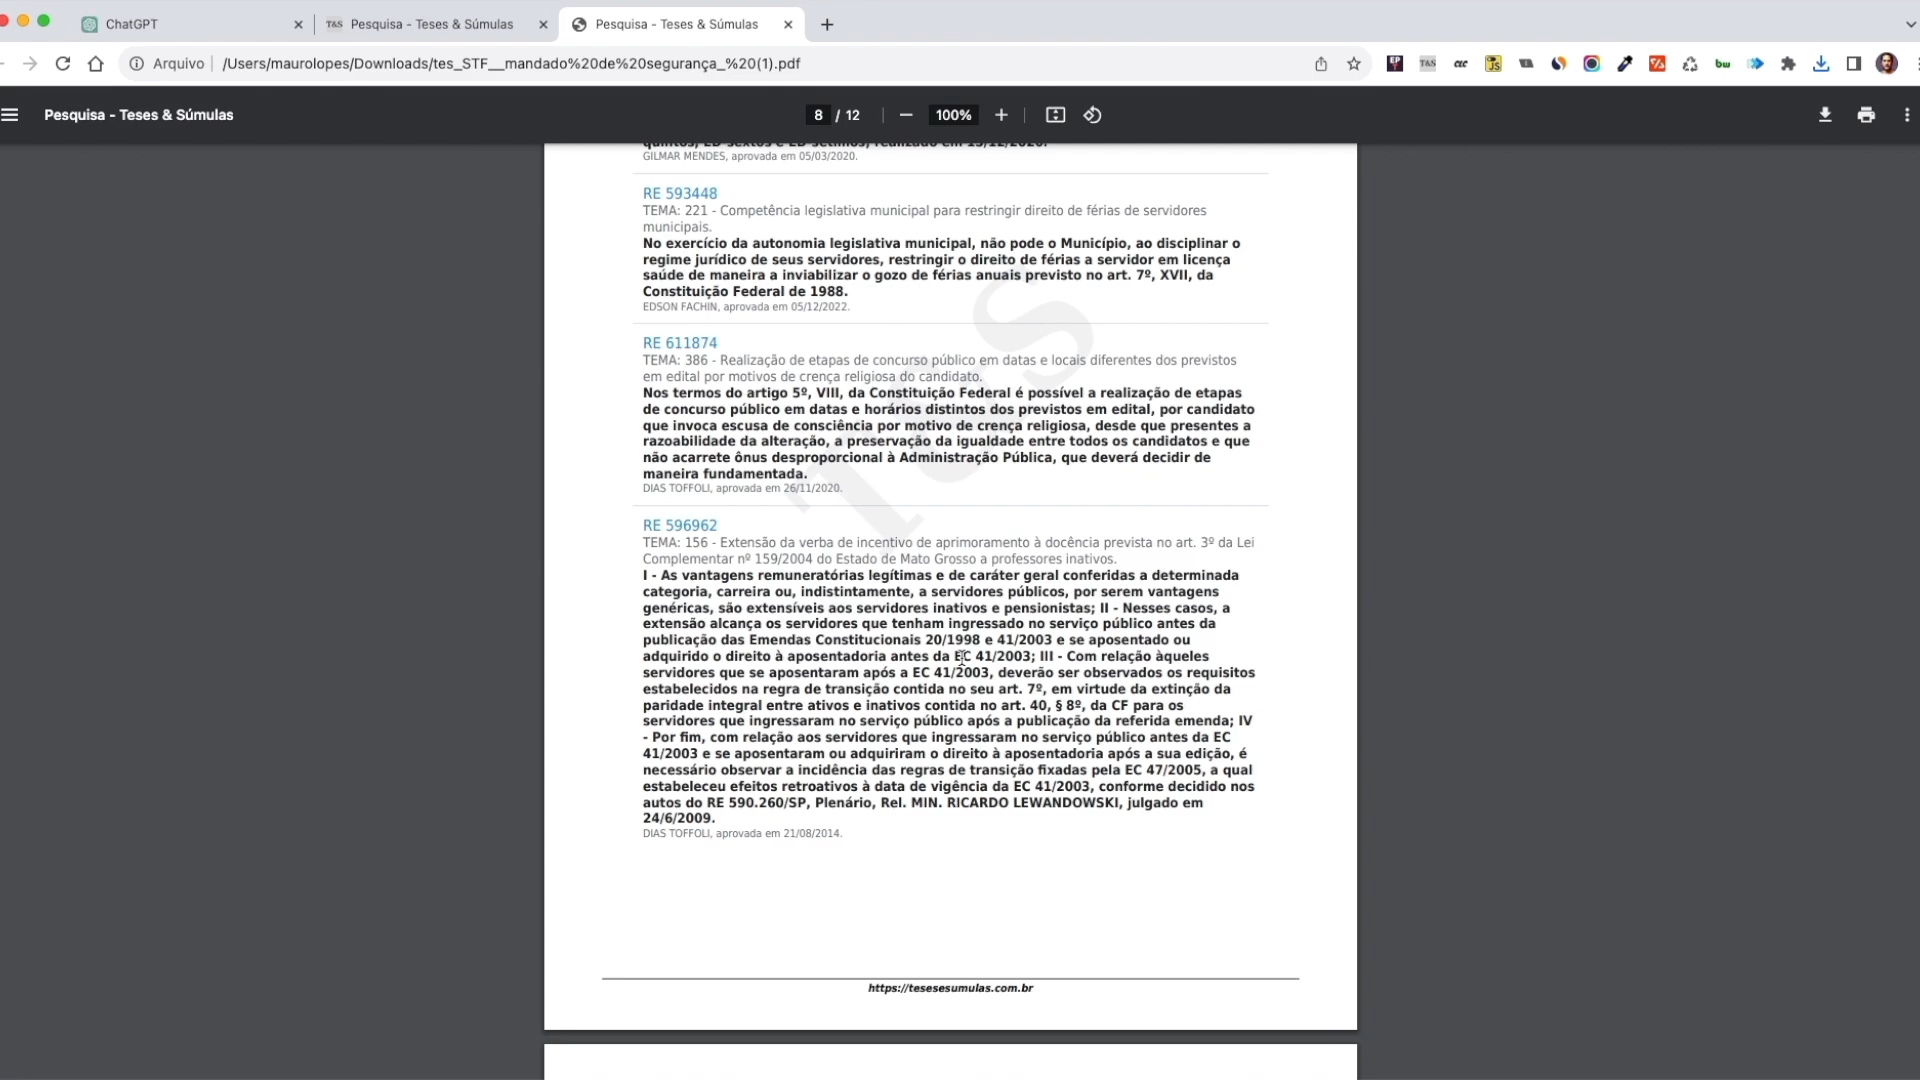 ChatGPT
T&S Pesquisa - Teses & Súmulas
Pesquisa - Teses & Súmulas
Arquivo /Users/maurolopes/Downloads/tes_STF__mandado%20de%20segurança_%20(1).pdf
EP
T&S
CLC
JS
bw
Pesquisa - Teses & Súmulas
8 / 12
100%
quintos, ED-sextos e ED-sétimos, realizado em 15/12/2020.
GILMAR MENDES, aprovada em 05/03/2020.
RE 593448
TEMA: 221 - Competência legislativa municipal para restringir direito de férias de servidores
municipais.
No exercício da autonomia legislativa municipal, não pode o Município, ao disciplinar o
regime jurídico de seus servidores, restringir o direito de férias a servidor em licença
saúde de maneira a inviabilizar o gozo de férias anuais previsto no art. 7º, XVII, da
Constituição Federal de 1988.
EDSON FACHIN, aprovada em 05/12/2022.
RE 611874
TEMA: 386 - Realização de etapas de concurso público em datas e locais diferentes dos previstos
em edital por motivos de crença religiosa do candidato.
Nos termos do artigo 5º, VIII, da Constituição Federal é possível a realização de etapas
de concurso público em datas e horários distintos dos previstos em edital, por candidato
que invoca escusa de consciência por motivo de crença religiosa, desde que presentes a
razoabilidade da alteração, a preservação da igualdade entre todos os candidatos e que
não acarrete ônus desproporcional à Administração Pública, que deverá decidir de
maneira fundamentada.
DIAS TOFFOLI, aprovada em 26/11/2020.
RE 596962
TEMA: 156 - Extensão da verba de incentivo de aprimoramento à docência prevista no art. 3º da Lei
Complementar nº 159/2004 do Estado de Mato Grosso a professores inativos.
I - As vantagens remuneratórias legítimas e de caráter geral conferidas a determinada
categoria, carreira ou, indistintamente, a servidores públicos, por serem vantagens
genéricas, são extensíveis aos servidores inativos e pensionistas; II - Nesses casos, a
extensão alcança os servidores que tenham ingressado no serviço público antes da
publicação das Emendas Constitucionais 20/1998 e 41/2003 e se aposentado ou
adquirido o direito à aposentadoria antes da EC 41/2003; III - Com relação àqueles
servidores que se aposentaram após a EC 41/2003, deverão ser observados os requisitos
estabelecidos na regra de transição contida no seu art. 7º, em virtude da extinção da
paridade integral entre ativos e inativos contida no art. 40, § 8º, da CF para os
servidores que ingressaram no serviço público após a publicação da referida emenda; IV
- Por fim, com relação aos servidores que ingressaram no serviço público antes da EC
41/2003 e se aposentaram ou adquiriram o direito à aposentadoria após a sua edição, é
necessário observar a incidência das regras de transição fixadas pela EC 47/2005, a qual
estabeleceu efeitos retroativos à data de vigência da EC 41/2003, conforme decidido nos
autos do RE 590.260/SP, Plenário, Rel. MIN. RICARDO LEWANDOWSKI, julgado em
24/6/2009.
DIAS TOFFOLI, aprovada em 21/08/2014.
https://tesesesumulas.com.br